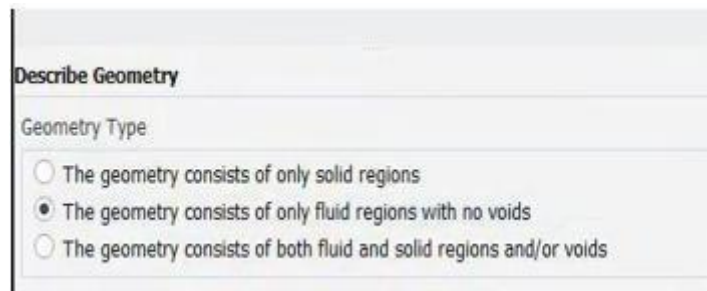 Describe Geometry
Geometry Type
The geometry consists of only solid regions
The geometry consists of only fluid regions with no voids
The geometry consists of both fluid and solid regions and/or voids